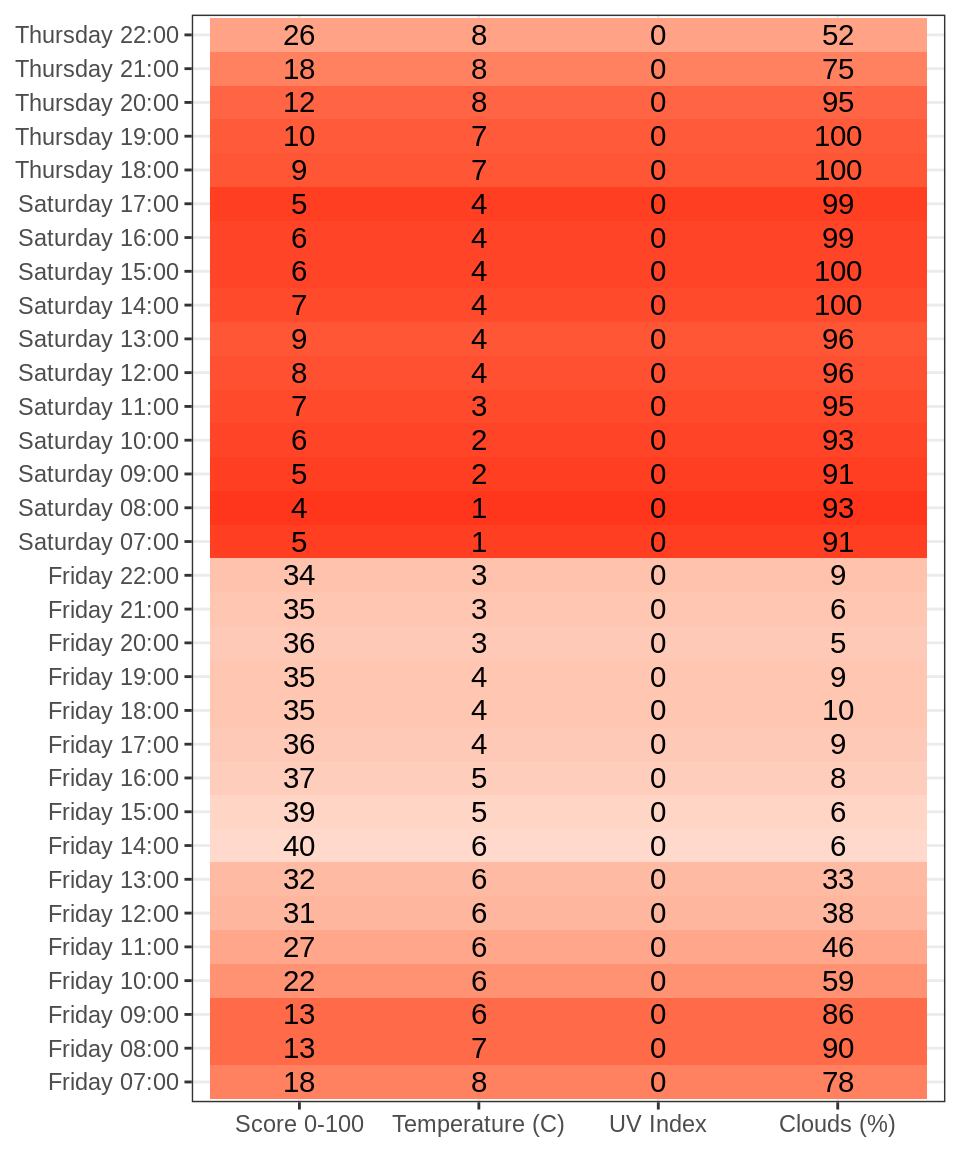 Thursday 22:00 26 8 0 52
Thursday 21:00 18 8 0 75
Thursday 20:00 12 8 0 95
Thursday 19:00 10 7 0 100
Thursday 18:00 9 7 0 100
Saturday 17:00 5 4 0 99
Saturday 16:00 6 4 0 99
Saturday 15:00 6 4 0 100
Saturday 14:00 7 4 0 100
Saturday 13:00 9 4 0 96
Saturday 12:00 8 4 0 96
Saturday 11:00 7 3 0 95
Saturday 10:00 6 2 0 93
Saturday 09:00 5 2 0 91
Saturday 08:00 4 1 0 93
Saturday 07:00 5 1 0 91
Friday 22:00 34 3 0 9
Friday 21:00 35 3 0 6
Friday 20:00 36 3 0 5
Friday 19:00 35 4 0 9
Friday 18:00 35 4 0 10
Friday 17:00 36 4 0 9
Friday 16:00 37 5 0 8
Friday 15:00 39 5 0 6
Friday 14:00 40 6 0 6
Friday 13:00 32 6 0 33
Friday 12:00 31 6 0 38
Friday 11:00 27 6 0 46
Friday 10:00 22 6 0 59
Friday 09:00 13 6 0 86
Friday 08:00 13 7 0 90
Friday 07:00 18 8 0 78
Score 0-100 Temperature (C) UV Index Clouds (%)